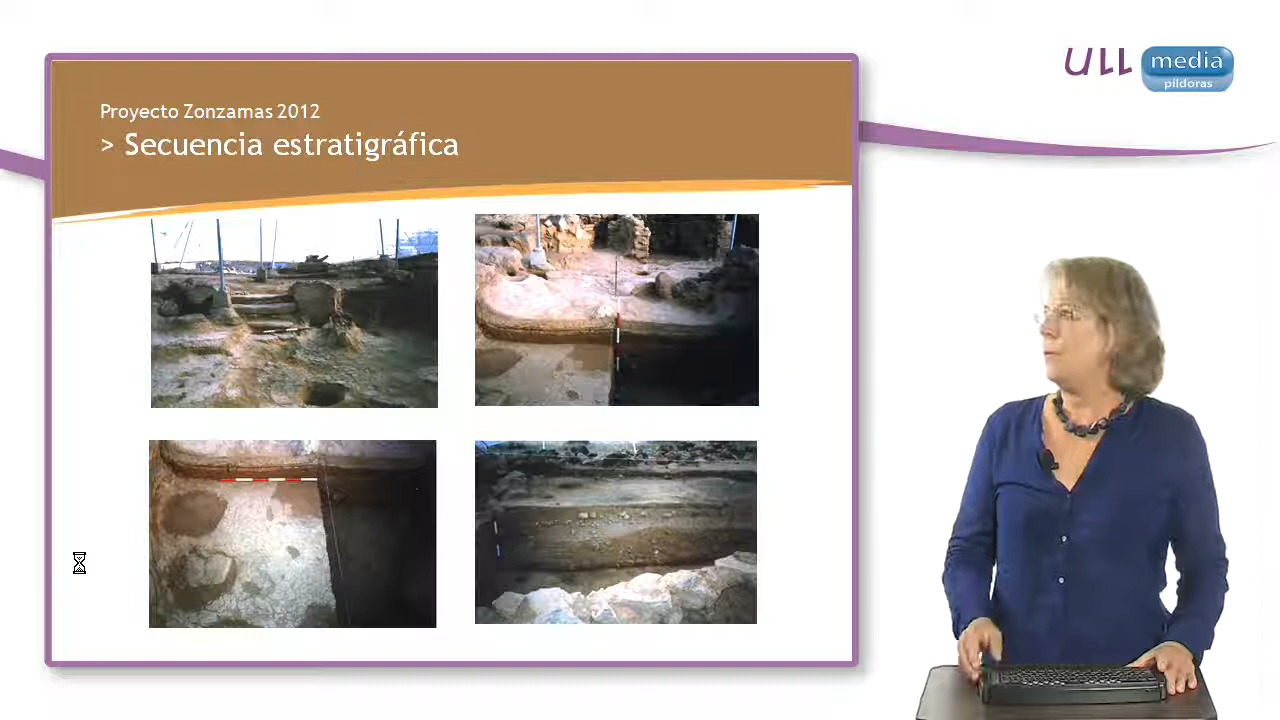 Proyecto Zonzamas 2012
> Secuencia estratigráfica
ULL media
píldoras